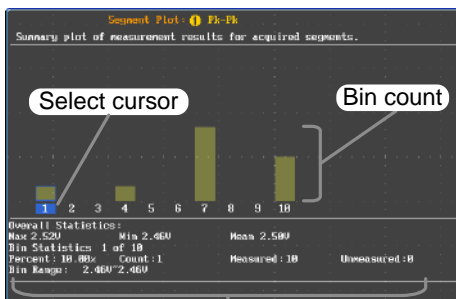 Segment Plot: 1 Pk-Pk
Summary plot of measurement results for acquired segments.
Select cursor
Bin count
1 2 3 4 5 6 7 8 9 10
Overall Statistics:
Max 2.52V Min 2.46V Mean 2.50V
Bin Statistics 1 of 10
Percent: 10.00% Count:1 Measured:10 Unmeasured:0
Bin Range: 2.46V~2.46V